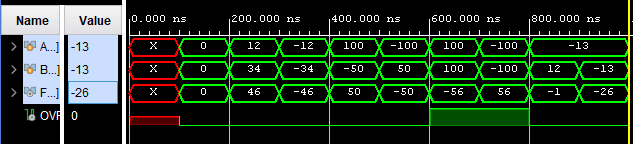 Name Value 0.000 ns 200.000 ns 400.000 ns 600.000 ns 800.000 ns
A...] -13 X 0 12 -12 100 -100 100 -100 -13
B...] -13 X 0 34 -34 -50 50 100 -100 12 -13
F...] -26 X 0 46 -46 50 -50 -56 56 -1 -26
OVF 0